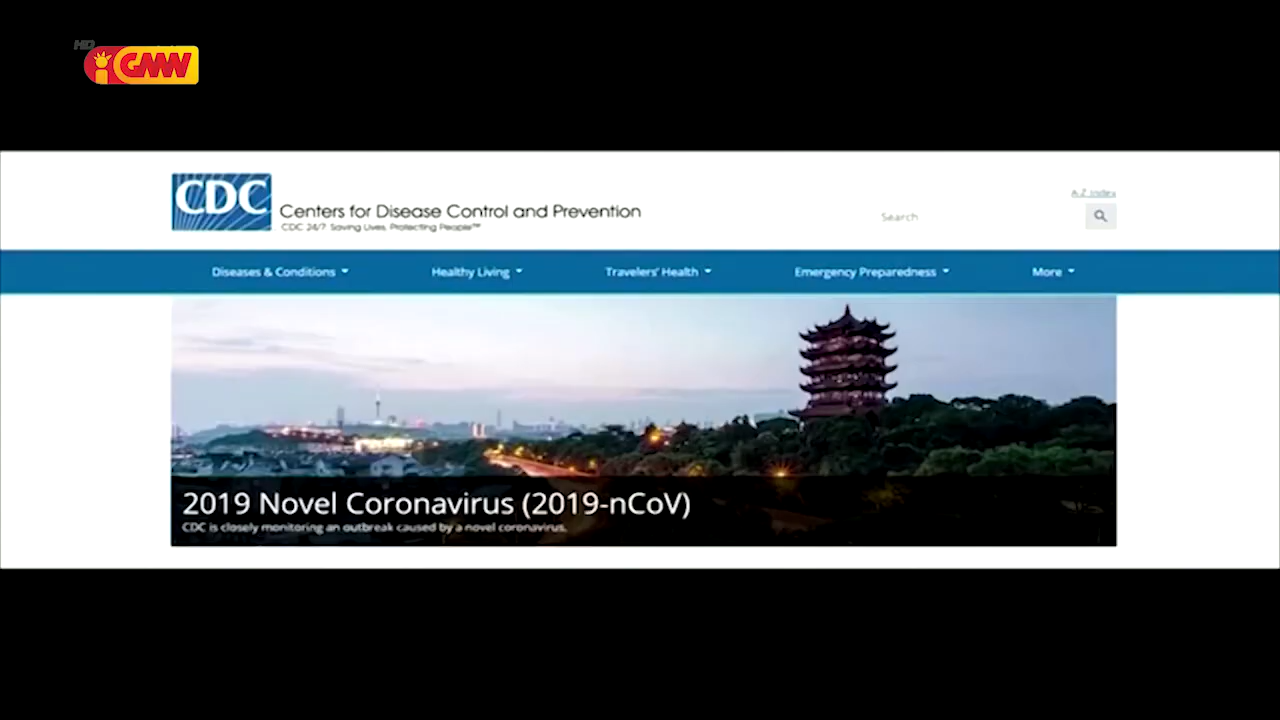 HD
iGMW
CDC
Centers for Disease Control and Prevention
CDC 24/7: Saving Lives. Protecting People™
A-Z Index
Search
Diseases & Conditions
Healthy Living
Travelers' Health
Emergency Preparedness
More
2019 Novel Coronavirus (2019-nCoV)
CDC is closely monitoring an outbreak caused by a novel coronavirus.